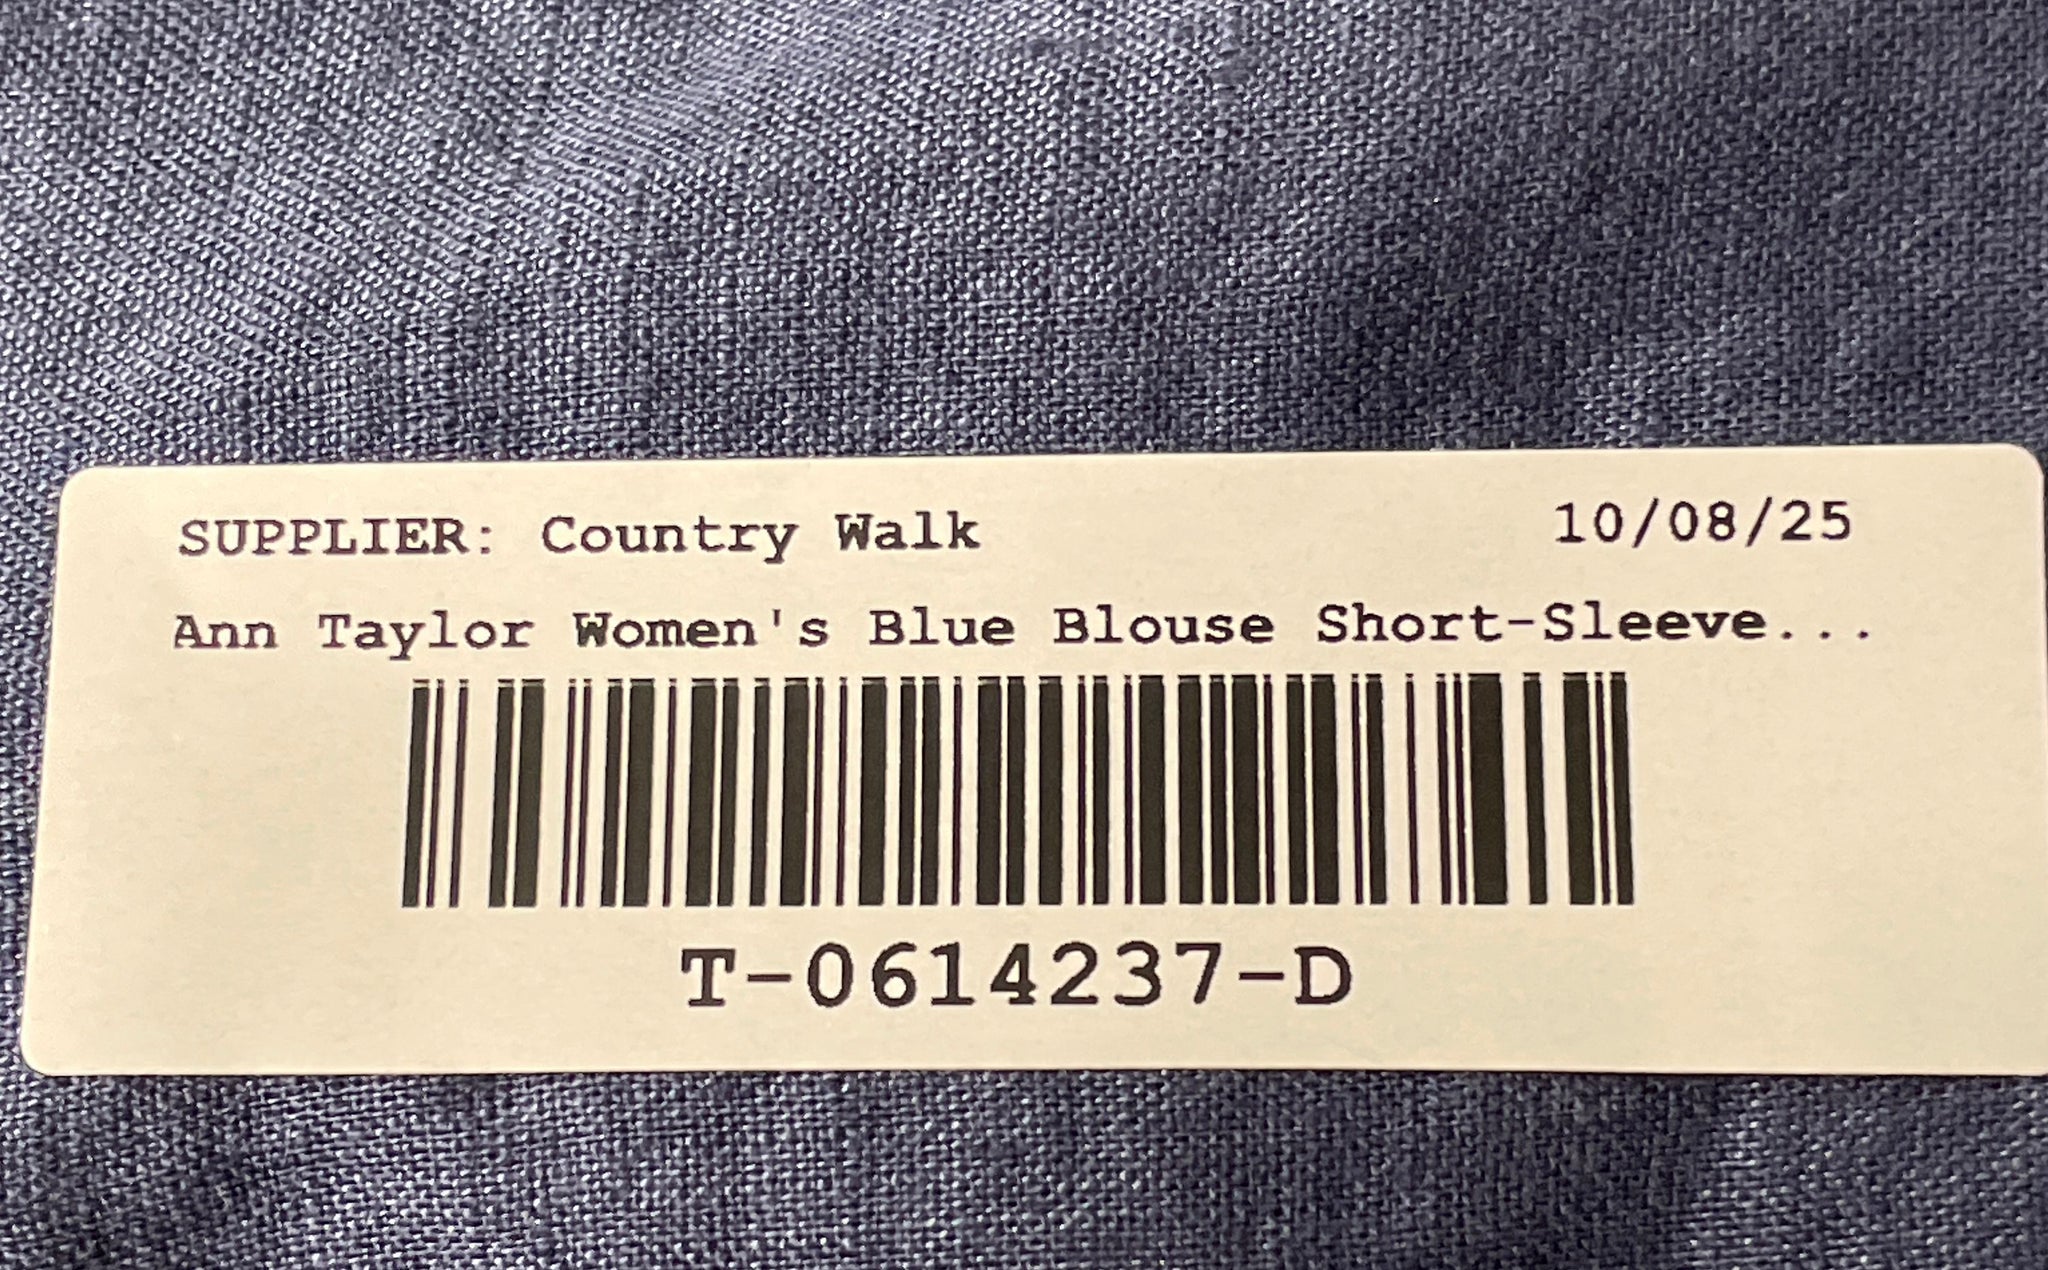 SUPPLIER: Country Walk 10/08/25
Ann Taylor Women's Blue Blouse Short-Sleeve...
T-0614237-D